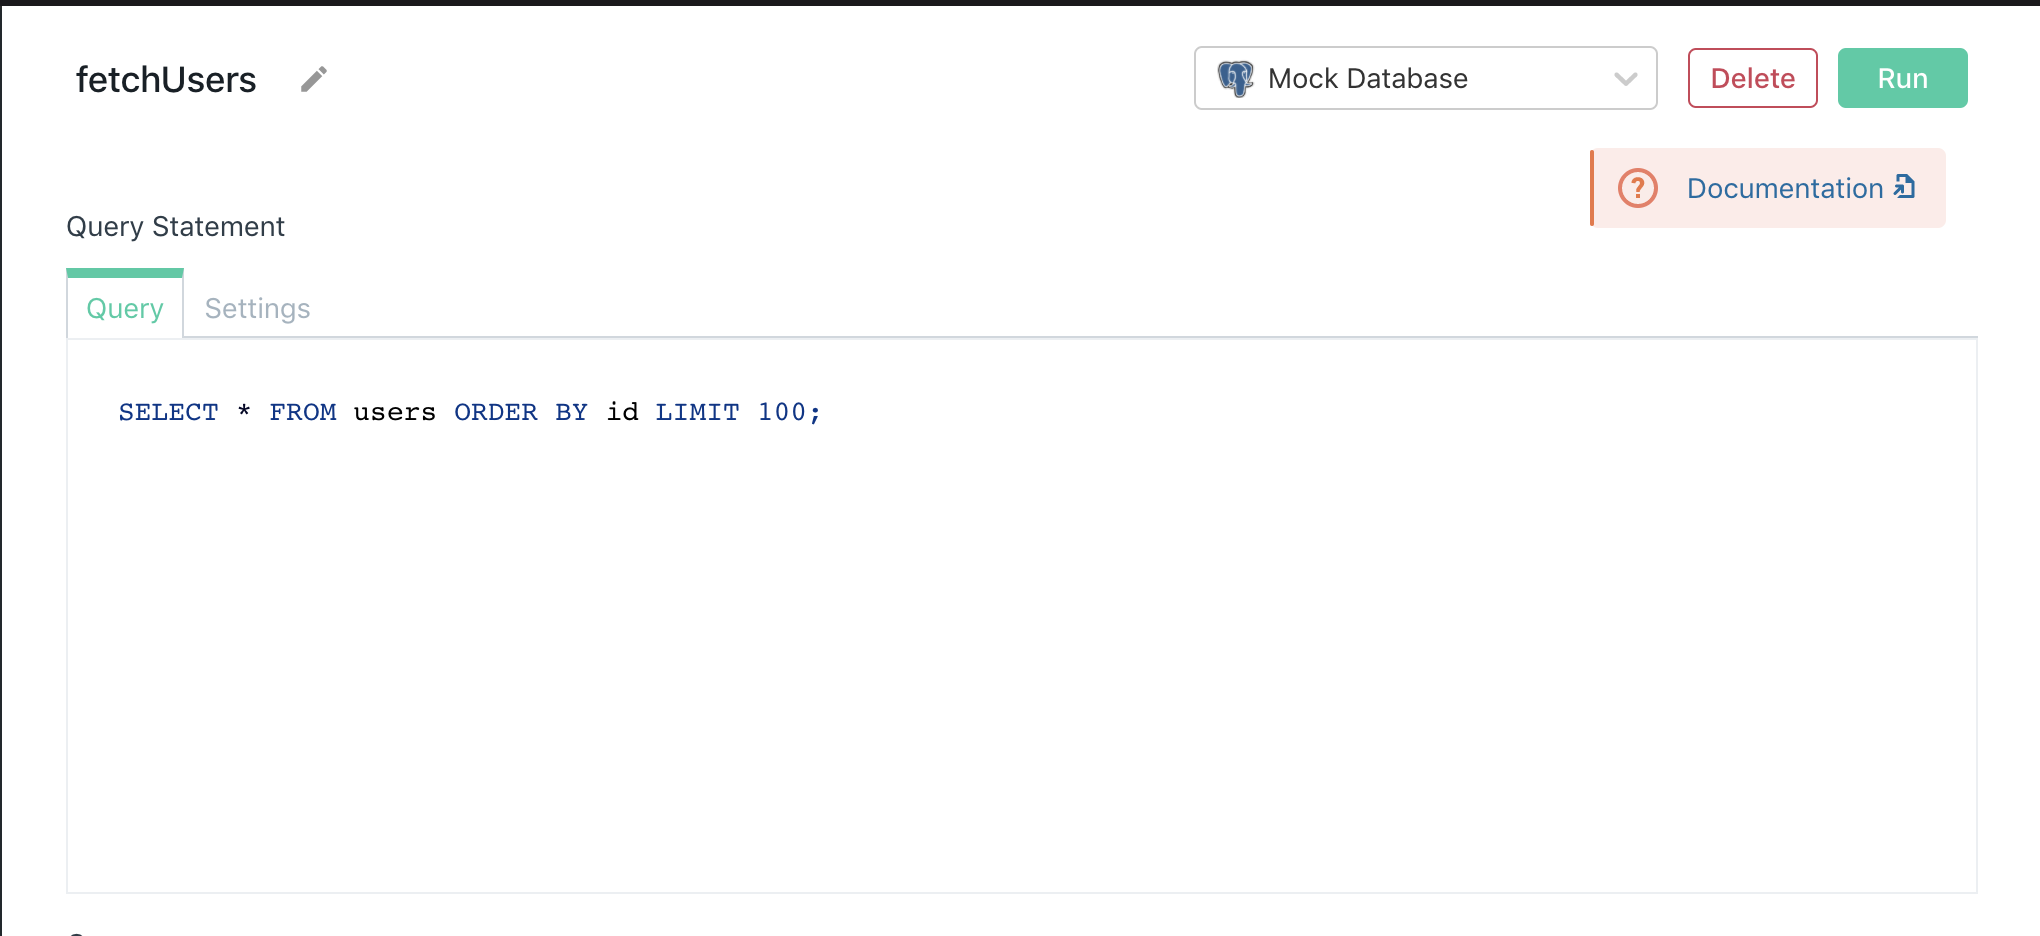 fetchUsers
Mock Database
Delete
Run
Documentation
Query Statement
Query
Settings
SELECT * FROM users ORDER BY id LIMIT 100;